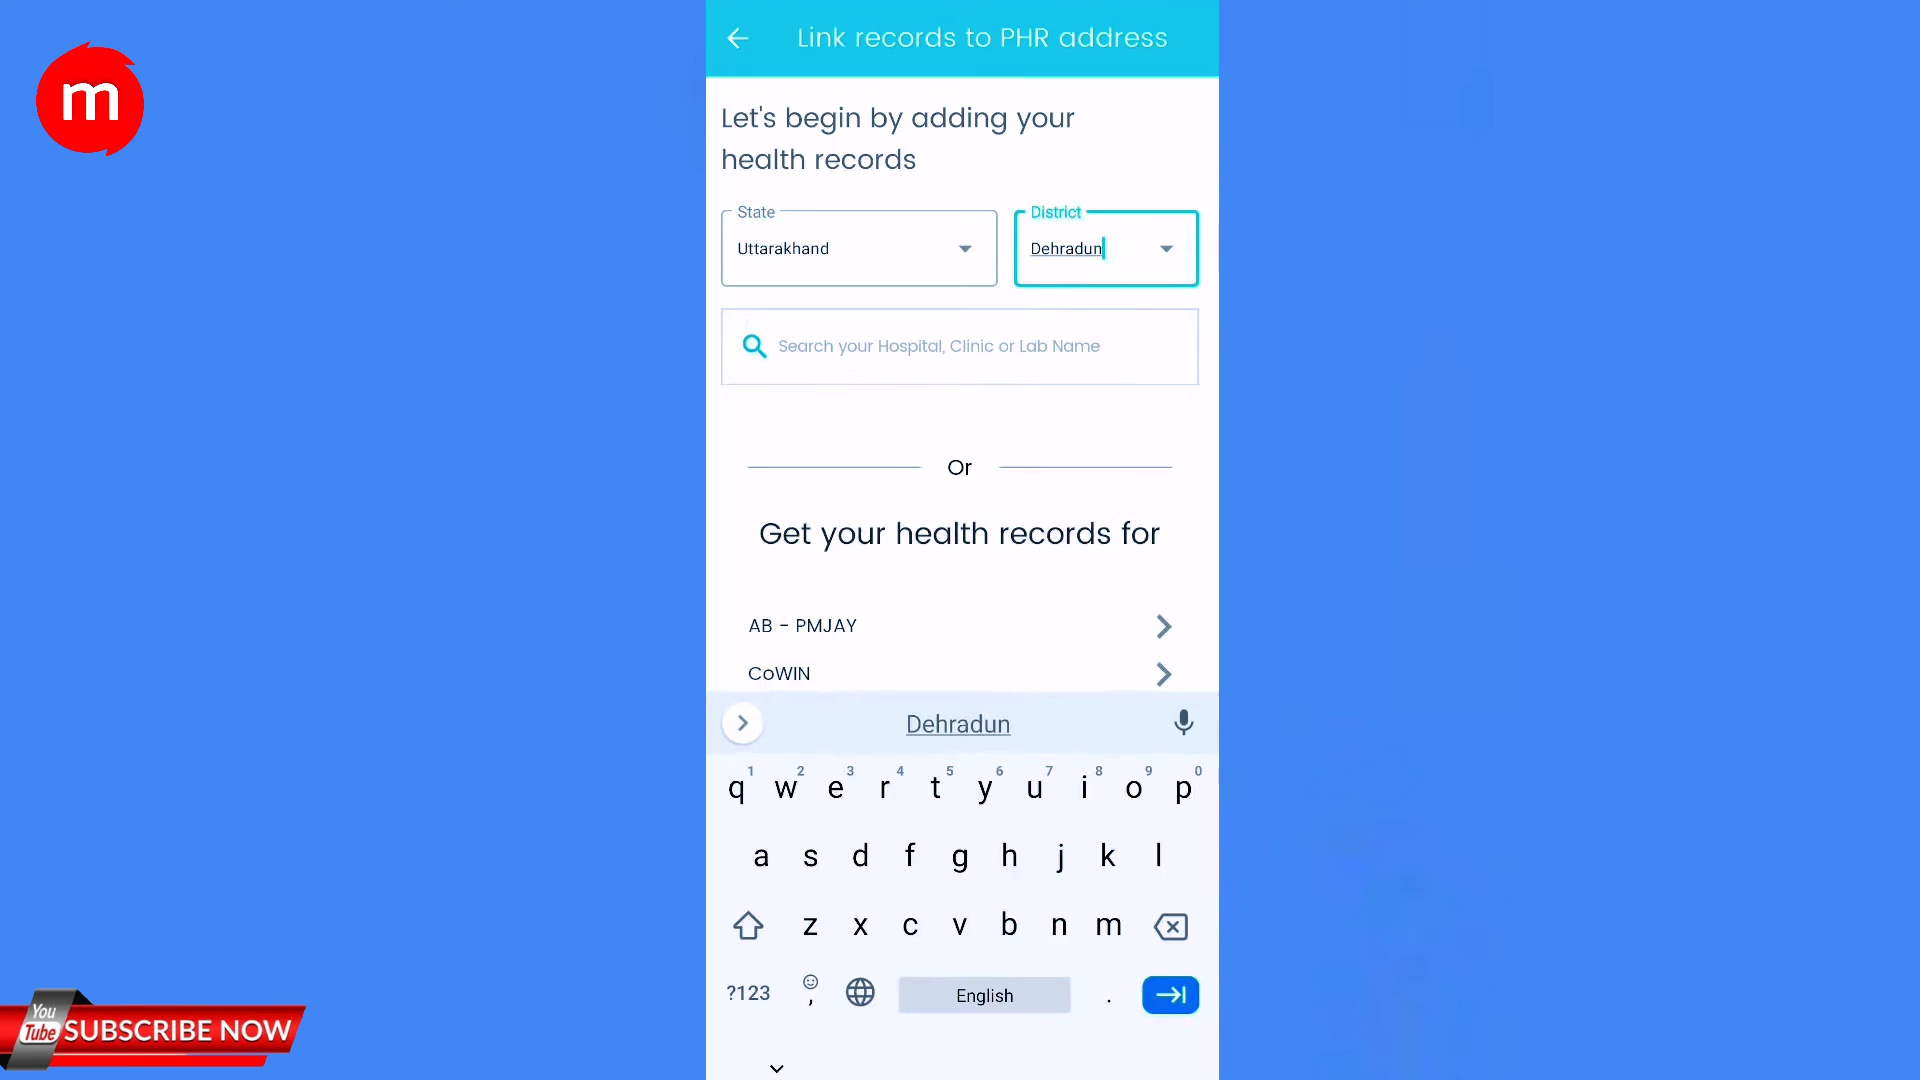 m
Link records to PHR address
Let's begin by adding your
health records
State
District
Uttarakhand
Dehradun
Search your Hospital, Clinic or Lab Name
Or
Get your health records for
AB - PMJAY
CoWIN
Dehradun
1 2 3 4 5 6 7 8 9 0
q w e r t y u i o p
a s d f g h j k l
z x c v b n m
?123 , English .
You
Tube
SUBSCRIBE NOW